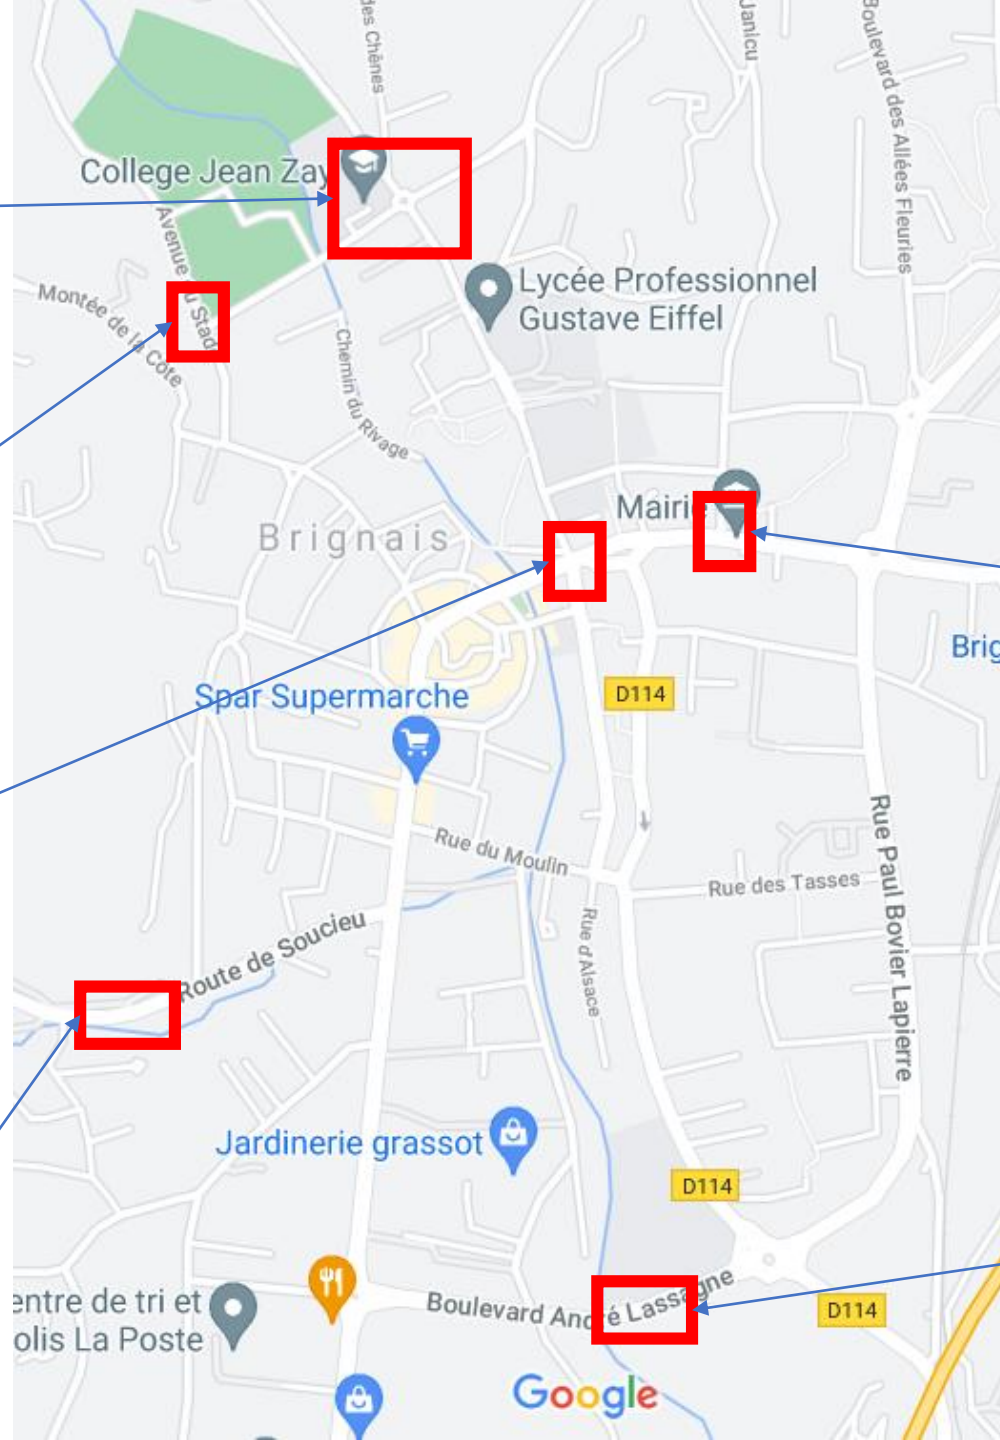 des Chênes
Janicu
Boulevard des Allées Fleuries
College Jean Zay
Avenue du Stad
Lycée Professionnel
Gustave Eiffel
Montée de la Côte
Chemin du Rivage
Mairie
Brignais
Brig
Spar Supermarche
D114
Rue du Moulin
Rue des Tasses
Rue Paul Bovier Lapierre
Rue d'Alsace
Route de Soucieu
Jardinerie grassot
D114
Boulevard André Lassagne
D114
entre de tri et
olis La Poste
Google